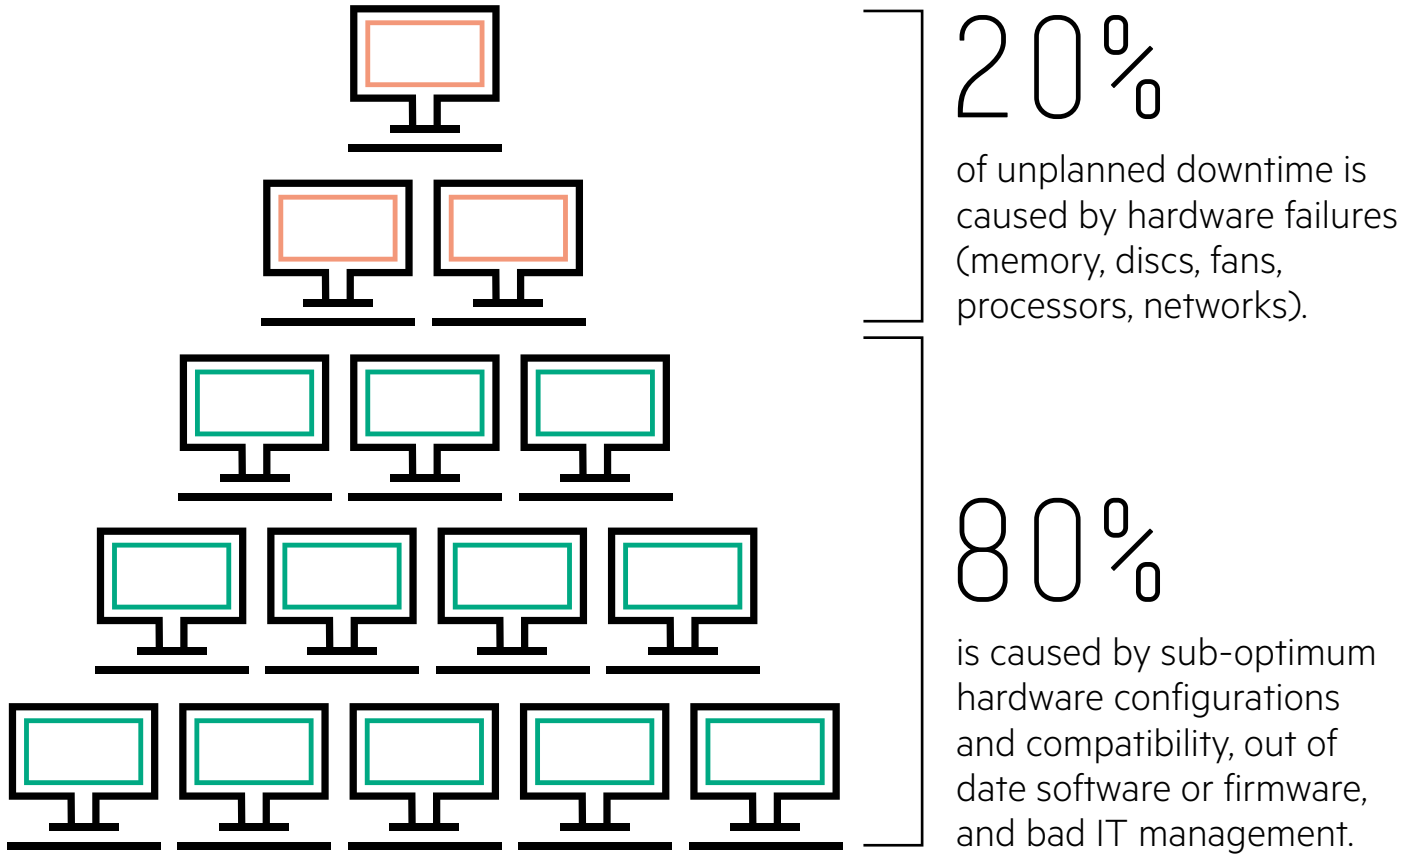 20%
of unplanned downtime is
caused by hardware failures
(memory, discs, fans,
processors, networks).
80%
is caused by sub-optimum
hardware configurations
and compatibility, out of
date software or firmware,
and bad IT management.